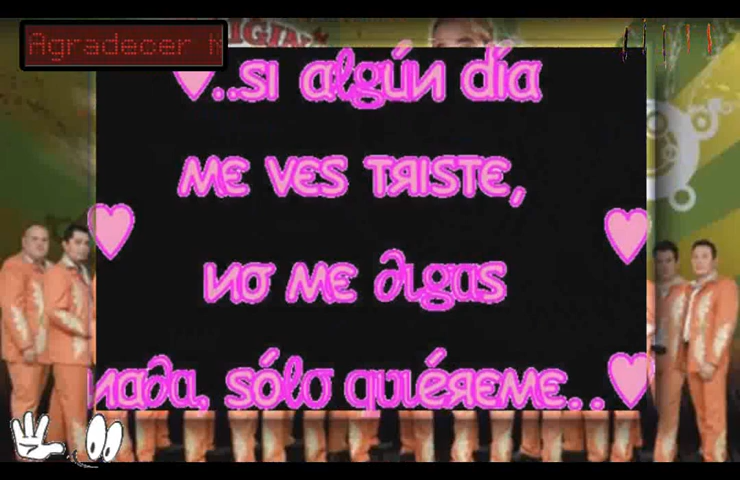 Agradecer
♥..si algún día
me ves triste,
no me digas
nada, sólo quiéreme..♥